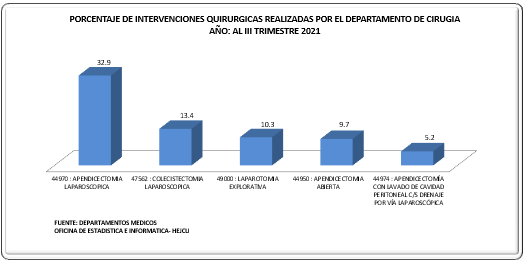 PORCENTAJE DE INTERVENCIONES QUIRURGICAS REALIZADAS POR EL DEPARTAMENTO DE CIRUGIA
AÑO: AL III TRIMESTRE 2021
32.9
13.4
10.3
9.7
5.2
44970 : APENDICECTOMIA
LAPAROSCOPICA
47562 : COLECISTECTOMIA
LAPAROSCOPICA
49000 : LAPAROTOMIA
EXPLORATIVA
44950 : APENDICECTOMIA
ABIERTA
44974 : APENDICECTOMÍA
CON LAVADO DE CAVIDAD
PERITONEAL C/S DRENAJE
POR VÍA LAPAROSCÓPICA
FUENTE: DEPARTAMENTOS MEDICOS
OFICINA DE ESTADISTICA E INFORMATICA- HEJCU